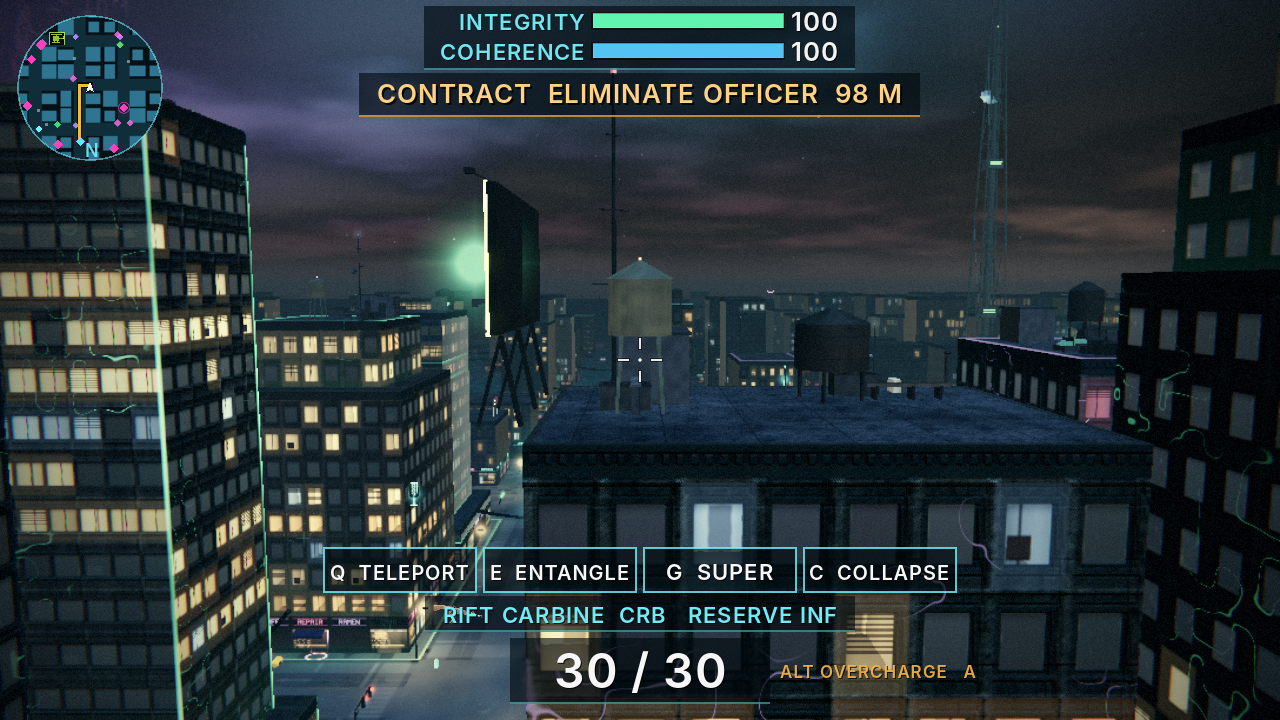 INTEGRITY 100
COHERENCE 100
CONTRACT ELIMINATE OFFICER 98 M
N
Q TELEPORT
E ENTANGLE
G SUPER
C COLLAPSE
RIFT CARBINE CRB RESERVE INF
REPAIR RAMEN
30 / 30
ALT OVERCHARGE A